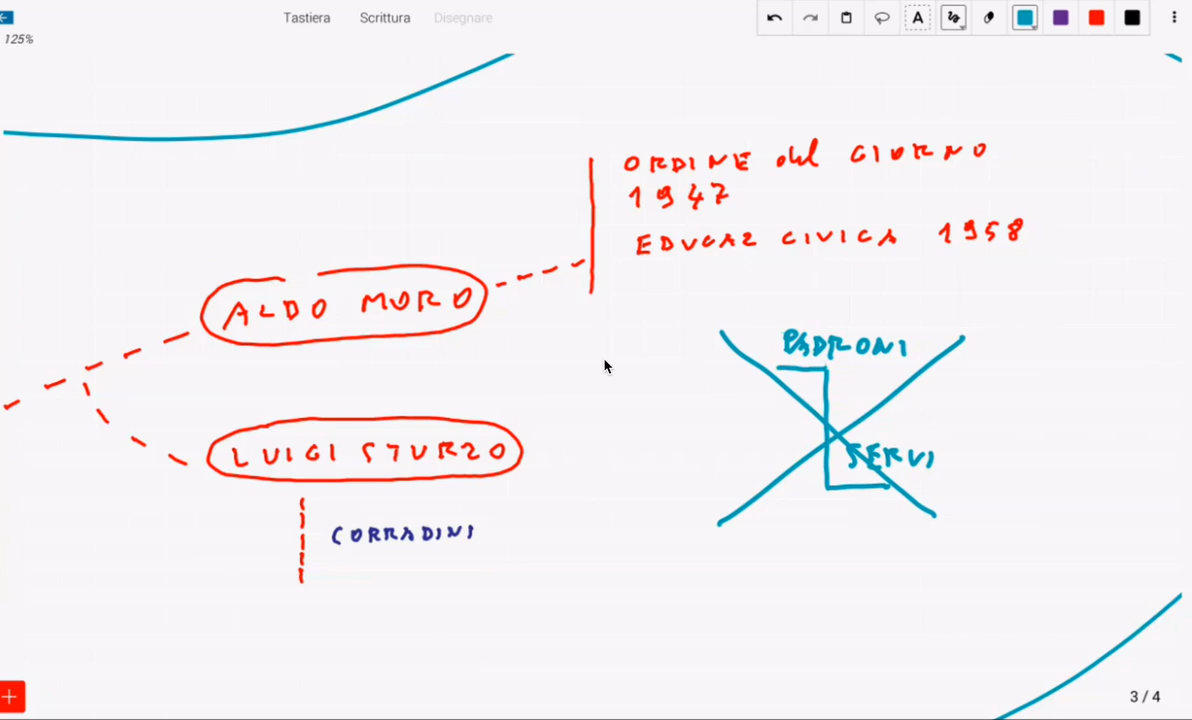 Tastiera Scrittura Disegnare A
125%
ORDINE del GIORNO
1947
EDUCAZ CIVICA 1958
ALDO MORO
PADRONI
SERVI
LUIGI STURZO
CORRADINI
3 / 4